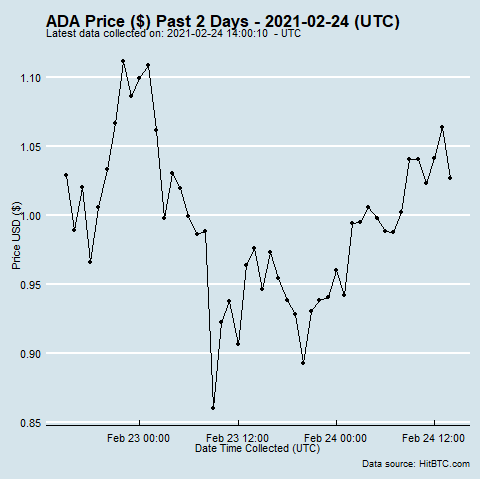 ADA Price ($) Past 2 Days - 2021-02-24 (UTC)
Latest data collected on: 2021-02-24 14:00:10 - UTC
1.10
1.05
1.00
0.95
0.90
0.85
Price USD ($)
Feb 23 00:00
Feb 23 12:00
Feb 24 00:00
Feb 24 12:00
Date Time Collected (UTC)
Data source: HitBTC.com